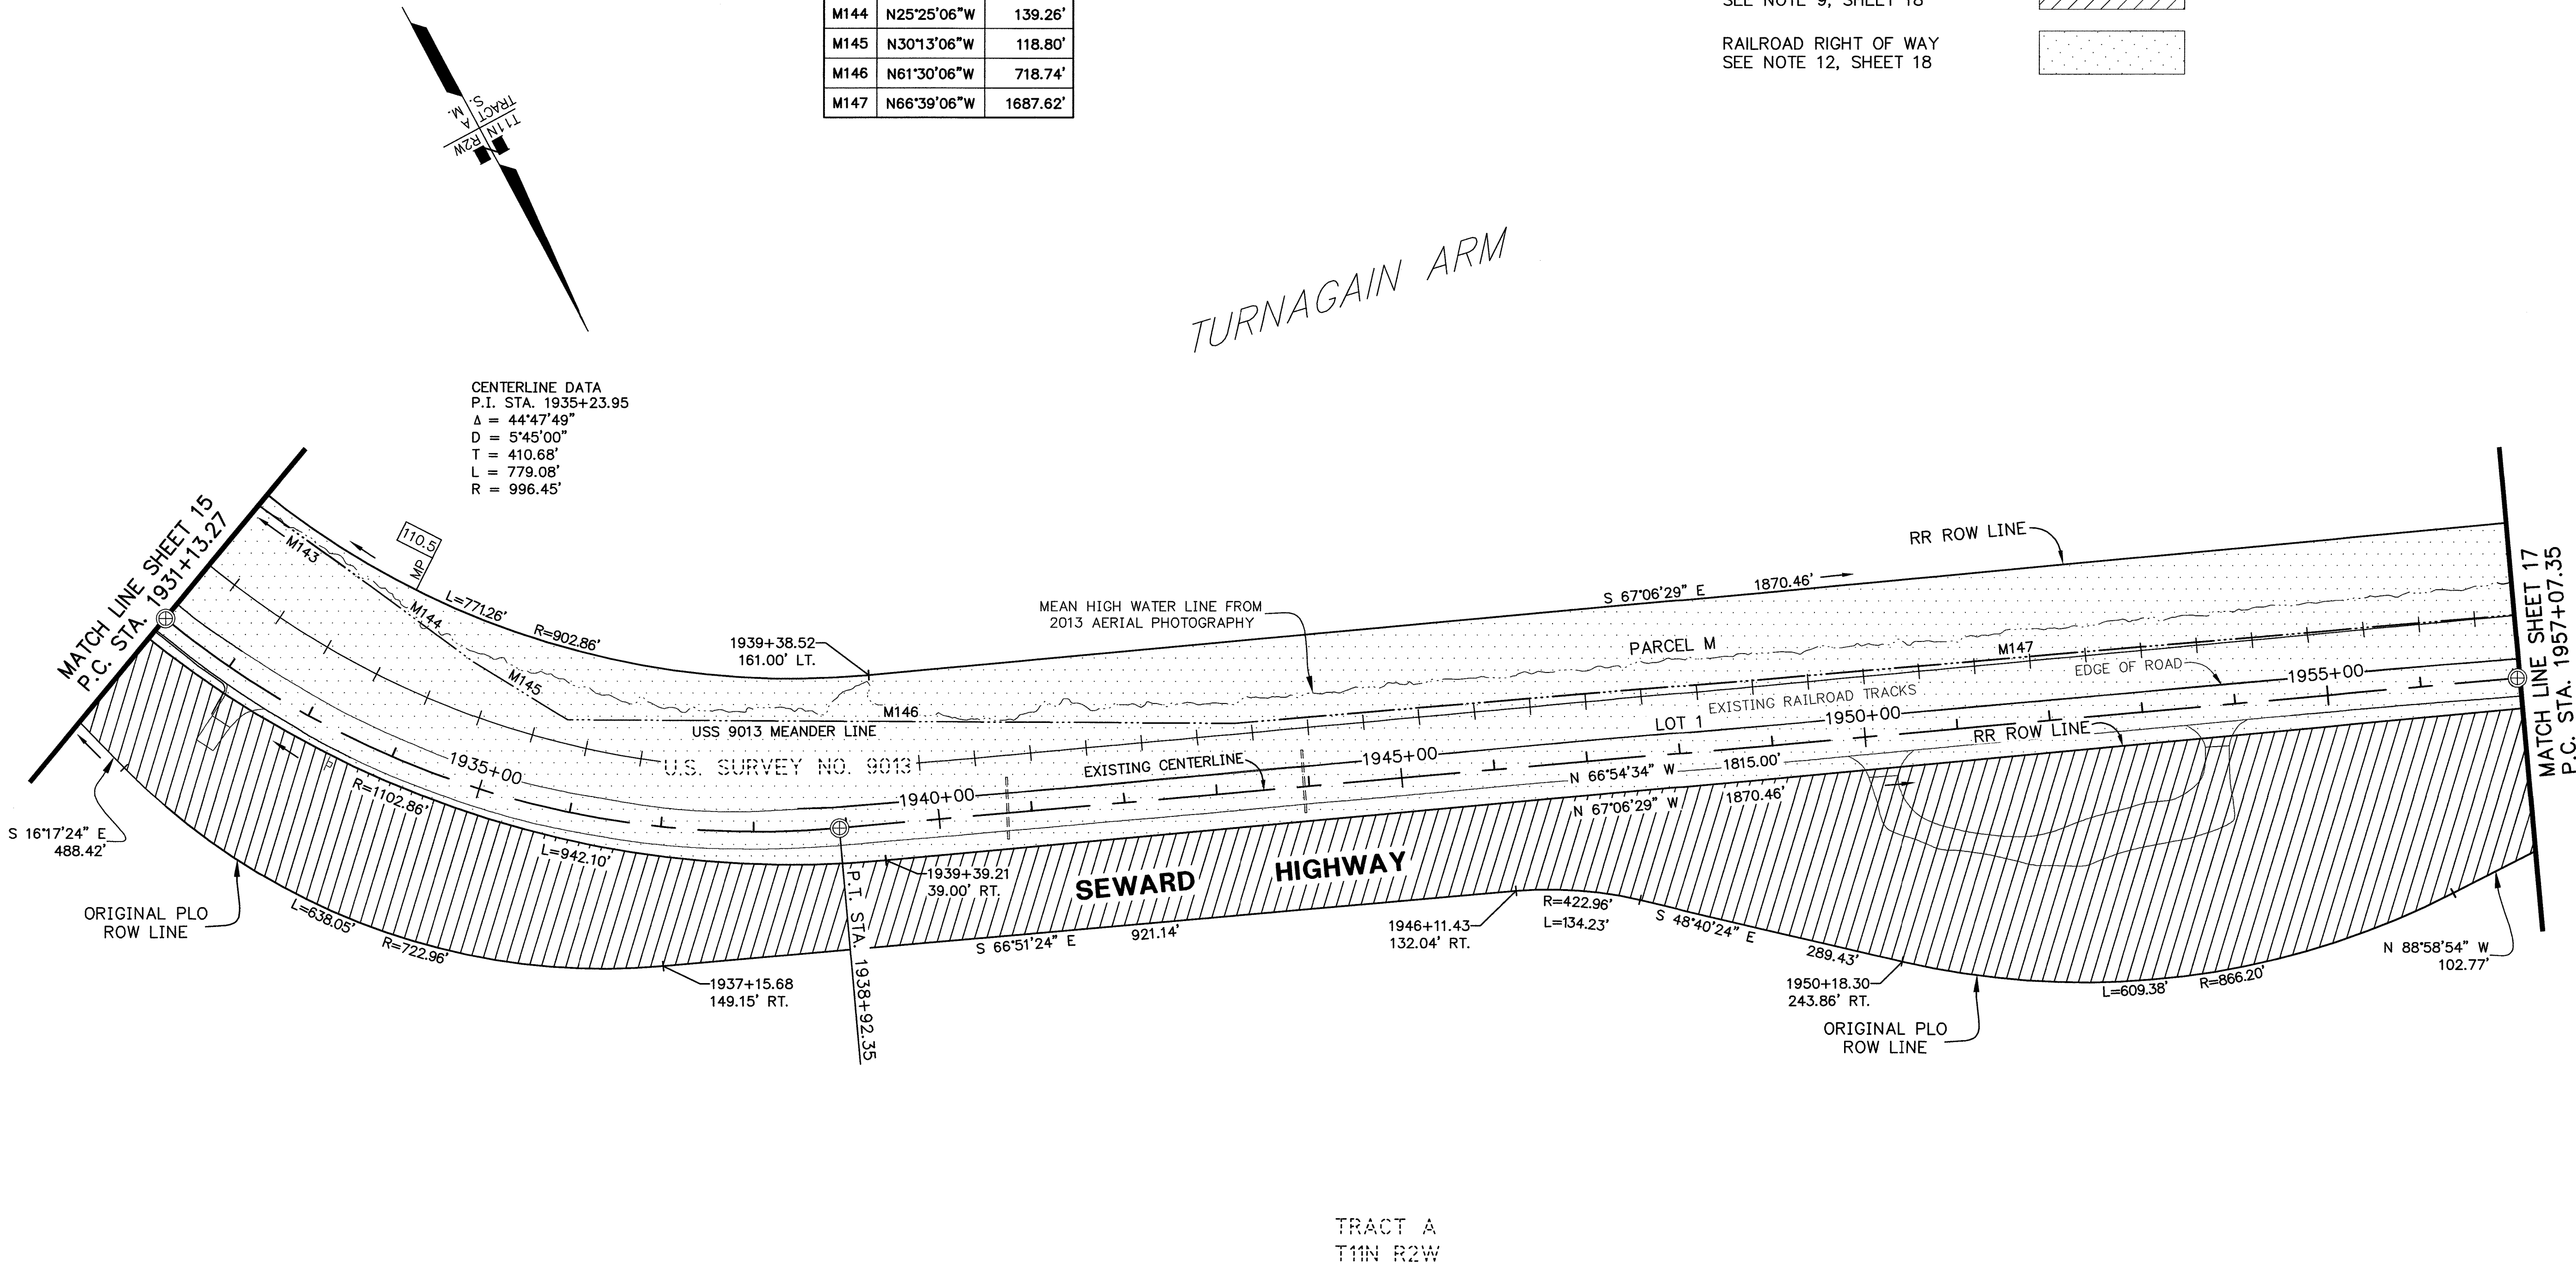 M144 N25°25'06"W 139.26'
M145 N30°13'06"W 118.80'
M146 N61°30'06"W 718.74'
M147 N66°39'06"W 1687.62'
SEE NOTE 9, SHEET 18
RAILROAD RIGHT OF WAY
SEE NOTE 12, SHEET 18
S. M.
TRACT A
T11N
R2W
TURNAGAIN ARM
CENTERLINE DATA
P.I. STA. 1935+23.95
Δ = 44°47'49"
D = 5°45'00"
T = 410.68'
L = 779.08'
R = 996.45'
MATCH LINE SHEET 15
P.C. STA. 1931+13.27
M143
110.5
MP
M144
L=771.26'
R=902.86'
M145
1939+38.52
161.00' LT.
MEAN HIGH WATER LINE FROM
2013 AERIAL PHOTOGRAPHY
S 67°06'29" E 1870.46'
RR ROW LINE
PARCEL M
M147
EDGE OF ROAD
1955+00
MATCH LINE SHEET 17
P.C. STA. 1957+07.35
M146
USS 9013 MEANDER LINE
EXISTING RAILROAD TRACKS
LOT 1
1950+00
RR ROW LINE
U.S. SURVEY NO. 9013
EXISTING CENTERLINE
1945+00
N 66°54'34" W 1815.00'
N 67°06'29" W 1870.46'
1935+00
1940+00
P
R=1102.86'
L=942.10'
S 16°17'24" E
488.42'
ORIGINAL PLO
ROW LINE
L=638.05'
R=722.96'
1937+15.68
149.15' RT.
P.T. STA. 1938+92.35
1939+39.21
39.00' RT.
SEWARD HIGHWAY
S 66°51'24" E 921.14'
1946+11.43
132.04' RT.
R=422.96'
L=134.23'
S 48°40'24" E
289.43'
1950+18.30
243.86' RT.
ORIGINAL PLO
ROW LINE
L=609.38'
R=866.20'
N 88°58'54" W
102.77'
TRACT A
T11N R2W